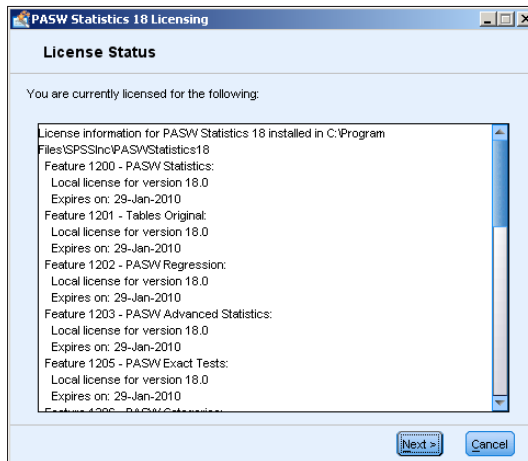 PASW Statistics 18 Licensing
License Status
You are currently licensed for the following:
License information for PASW Statistics 18 installed in C:\Program
Files\SPSSInc\PASWStatistics18
Feature 1200 - PASW Statistics:
Local license for version 18.0
Expires on: 29-Jan-2010
Feature 1201 - Tables Original:
Local license for version 18.0
Expires on: 29-Jan-2010
Feature 1202 - PASW Regression:
Local license for version 18.0
Expires on: 29-Jan-2010
Feature 1203 - PASW Advanced Statistics:
Local license for version 18.0
Expires on: 29-Jan-2010
Feature 1205 - PASW Exact Tests:
Local license for version 18.0
Expires on: 29-Jan-2010
Feature 1206 - PASW Categories:
Next >
Cancel